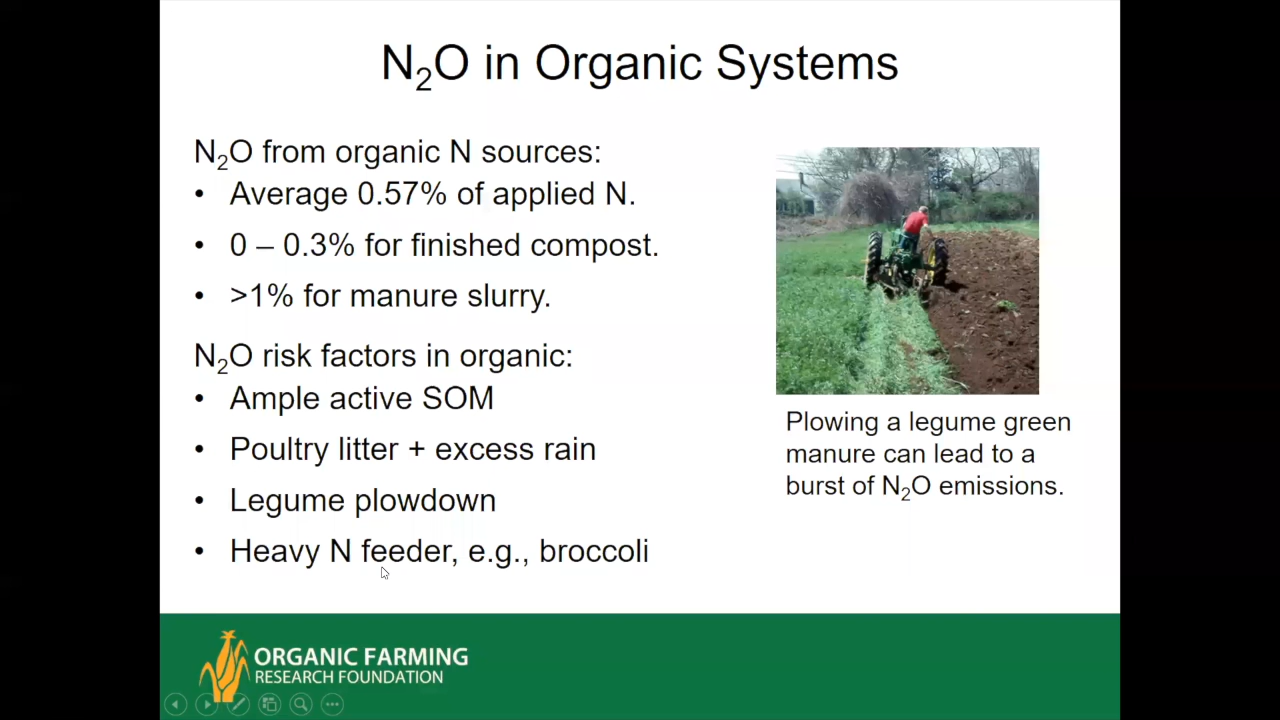 N₂O in Organic Systems
N₂O from organic N sources:
• Average 0.57% of applied N.
• 0 – 0.3% for finished compost.
• >1% for manure slurry.
N₂O risk factors in organic:
• Ample active SOM
• Poultry litter + excess rain
• Legume plowdown
• Heavy N feeder, e.g., broccoli
Plowing a legume green
manure can lead to a
burst of N₂O emissions.
ORGANIC FARMING
RESEARCH FOUNDATION